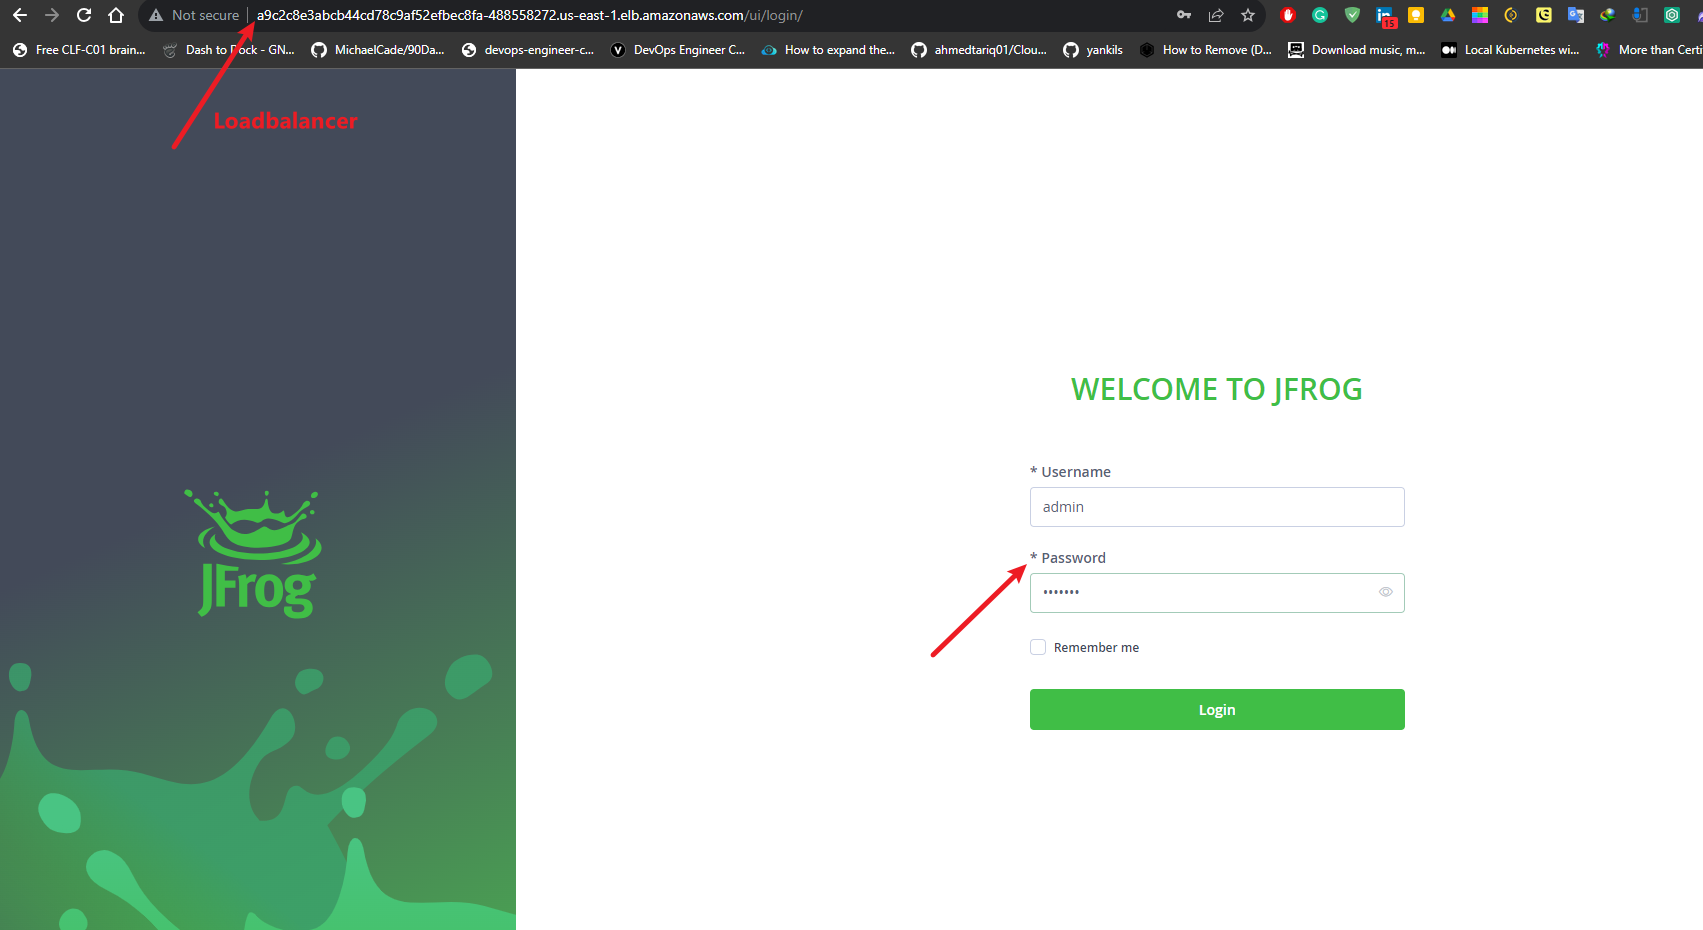 Not secure a9c2c8e3abcb44cd78c9af52efbec8fa-488558272.us-east-1.elb.amazonaws.com/ui/login/
15
Free CLF-C01 brain... Dash to Dock - GN... MichaelCade/90Da... devops-engineer-c... DevOps Engineer C... How to expand the... ahmedtariq01/Clou... yankils How to Remove (D... Download music, m... Local Kubernetes wi... More than Certi
Loadbalancer
WELCOME TO JFROG
* Username
admin
* Password
JFrog
Remember me
Login